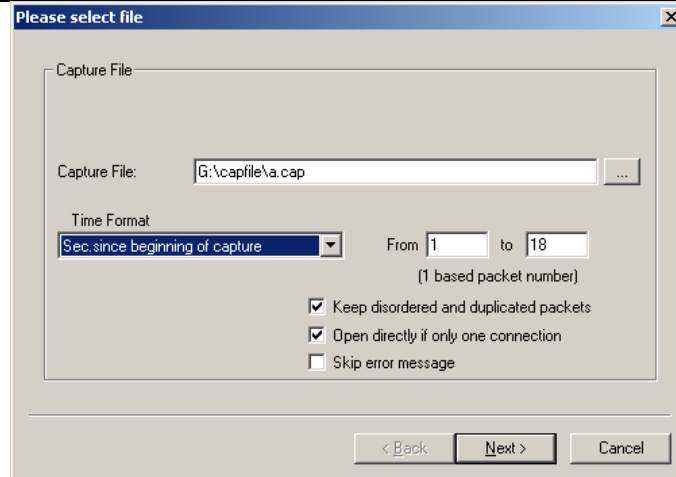 Please select file
Capture File
Capture File: G:\capfile\a.cap ...
Time Format
Sec.since beginning of capture From 1 to 18
(1 based packet number)
Keep disordered and duplicated packets
Open directly if only one connection
Skip error message
< Back Next > Cancel